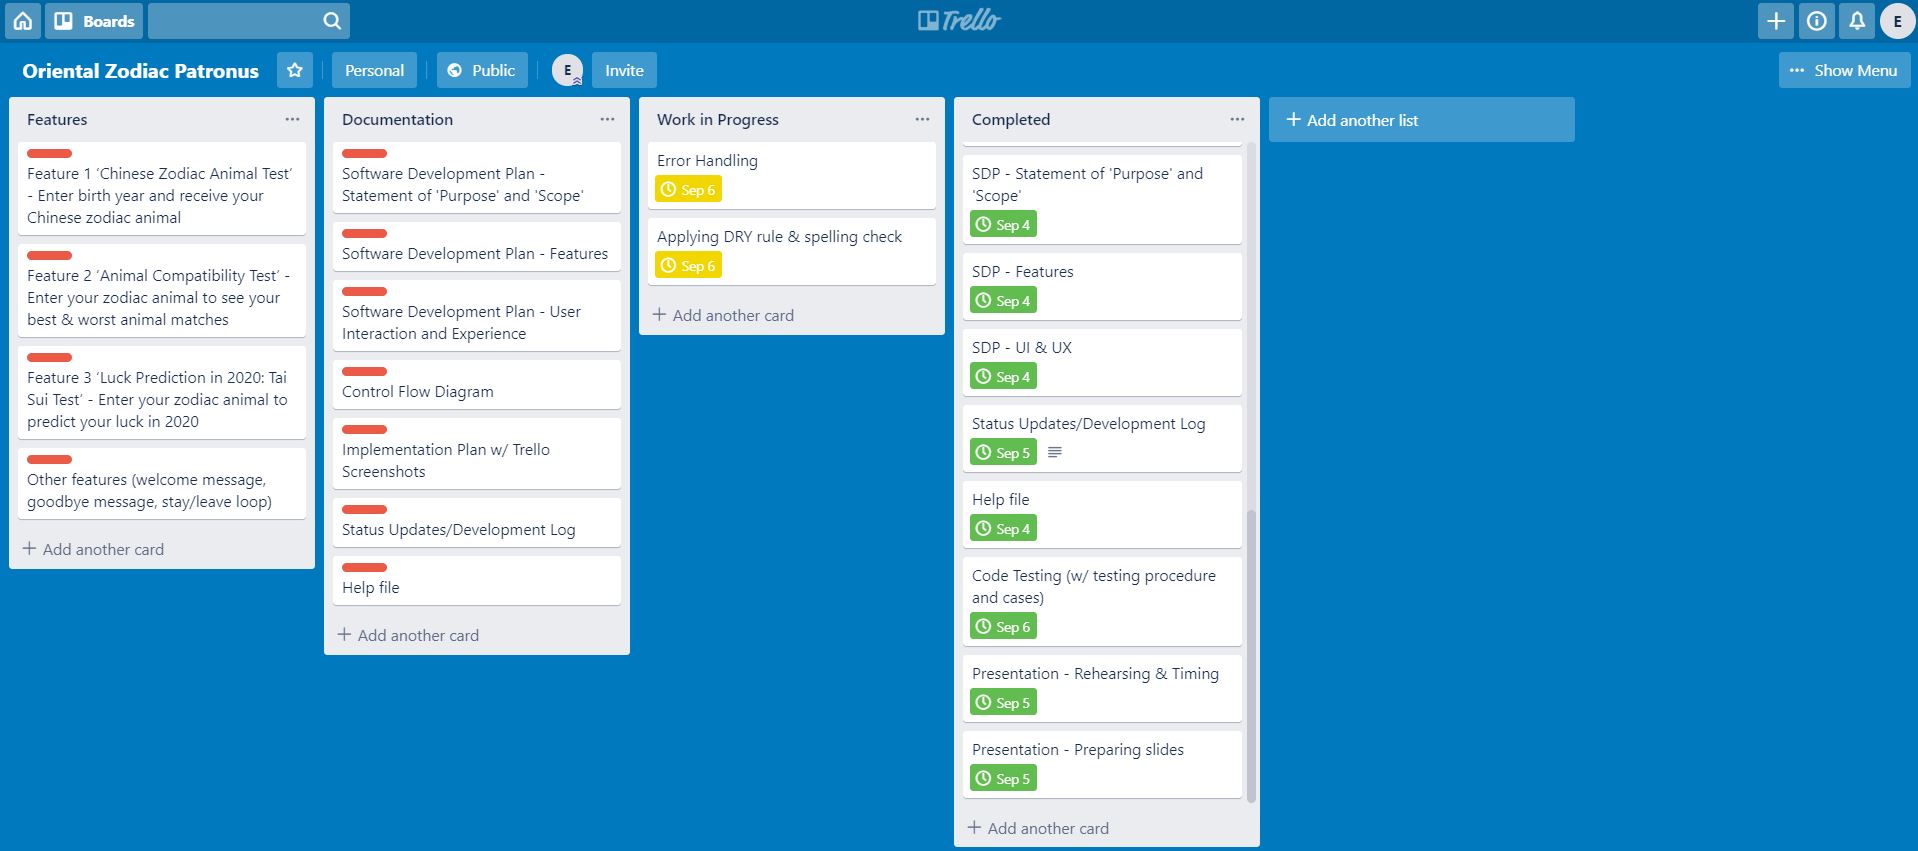 Boards
Trello
E
Oriental Zodiac Patronus
Personal
Public
E
Invite
Show Menu
Features
Feature 1 ‘Chinese Zodiac Animal Test’
- Enter birth year and receive your
Chinese zodiac animal
Feature 2 ‘Animal Compatibility Test’ -
Enter your zodiac animal to see your
best & worst animal matches
Feature 3 ‘Luck Prediction in 2020: Tai
Sui Test’ - Enter your zodiac animal to
predict your luck in 2020
Other features (welcome message,
goodbye message, stay/leave loop)
Add another card
Documentation
Software Development Plan -
Statement of 'Purpose' and 'Scope'
Software Development Plan - Features
Software Development Plan - User
Interaction and Experience
Control Flow Diagram
Implementation Plan w/ Trello
Screenshots
Status Updates/Development Log
Help file
Add another card
Work in Progress
Error Handling
Sep 6
Applying DRY rule & spelling check
Sep 6
Add another card
Completed
SDP - Statement of 'Purpose' and
'Scope'
Sep 4
SDP - Features
Sep 4
SDP - UI & UX
Sep 4
Status Updates/Development Log
Sep 5
Help file
Sep 4
Code Testing (w/ testing procedure
and cases)
Sep 6
Presentation - Rehearsing & Timing
Sep 5
Presentation - Preparing slides
Sep 5
Add another card
Add another list